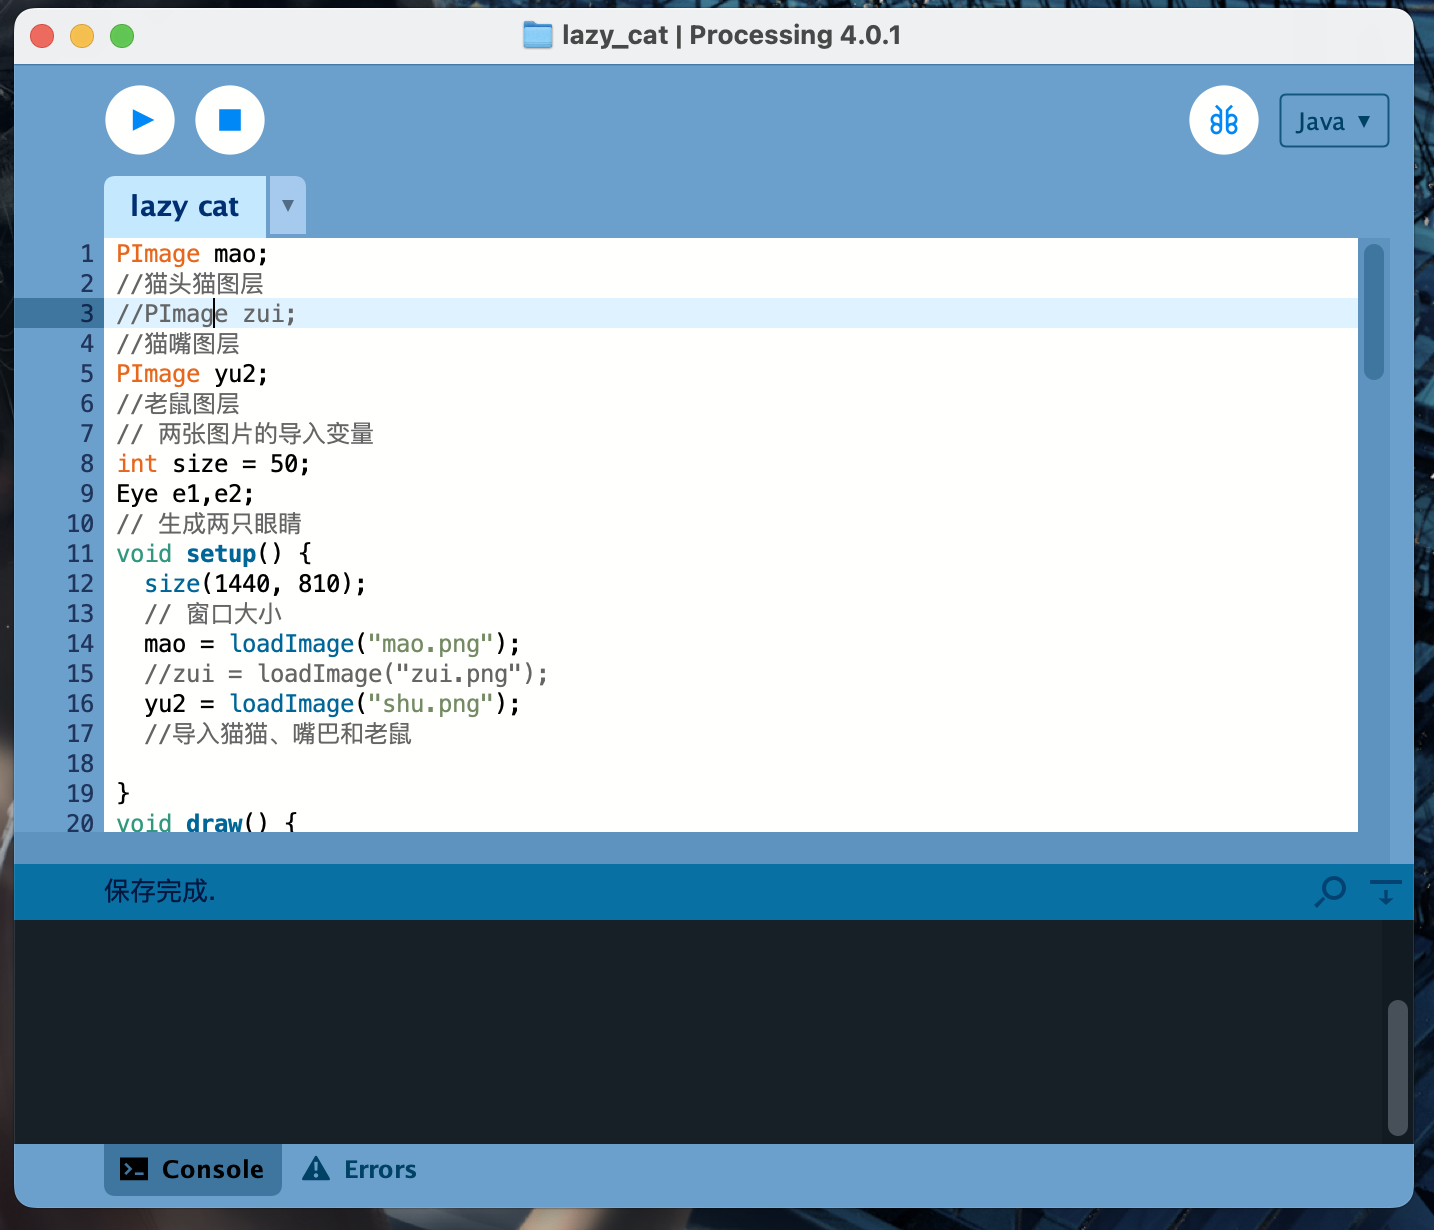 lazy_cat | Processing 4.0.1
Java ▼
lazy cat ▼
1 PImage mao;
2 //猫头猫图层
3 //PImage zui;
4 //猫嘴图层
5 PImage yu2;
6 //老鼠图层
7 // 两张图片的导入变量
8 int size = 50;
9 Eye e1,e2;
10 // 生成两只眼睛
11 void setup() {
12   size(1440, 810);
13   // 窗口大小
14   mao = loadImage("mao.png");
15   //zui = loadImage("zui.png");
16   yu2 = loadImage("shu.png");
17   //导入猫猫、嘴巴和老鼠
18
19 }
20 void draw() {
保存完成.
Console Errors